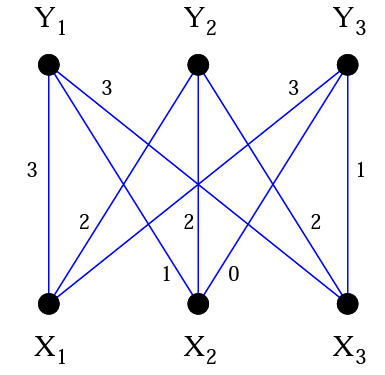 Y₁ Y₂ Y₃
3 3
3 1
2 2 2
1 0
X₁ X₂ X₃